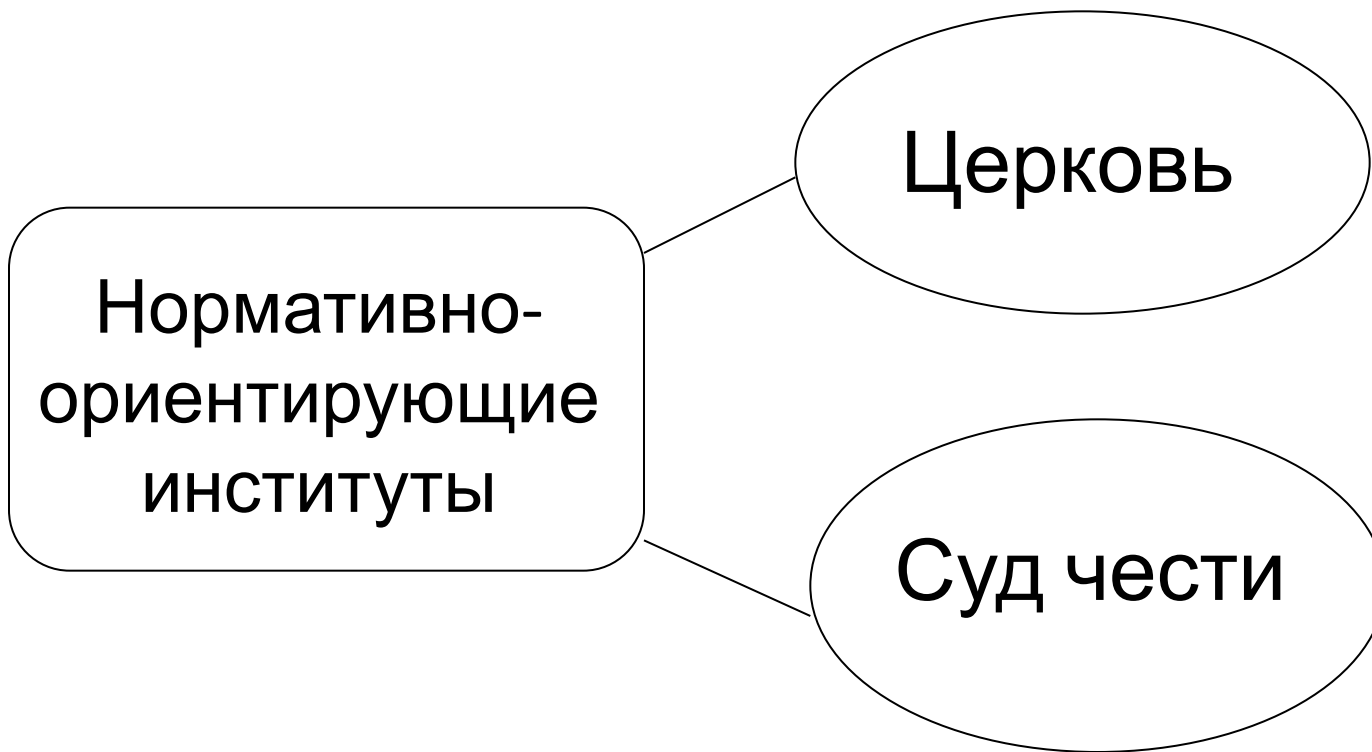 Нормативно-
ориентирующие
институты
Церковь
Суд чести